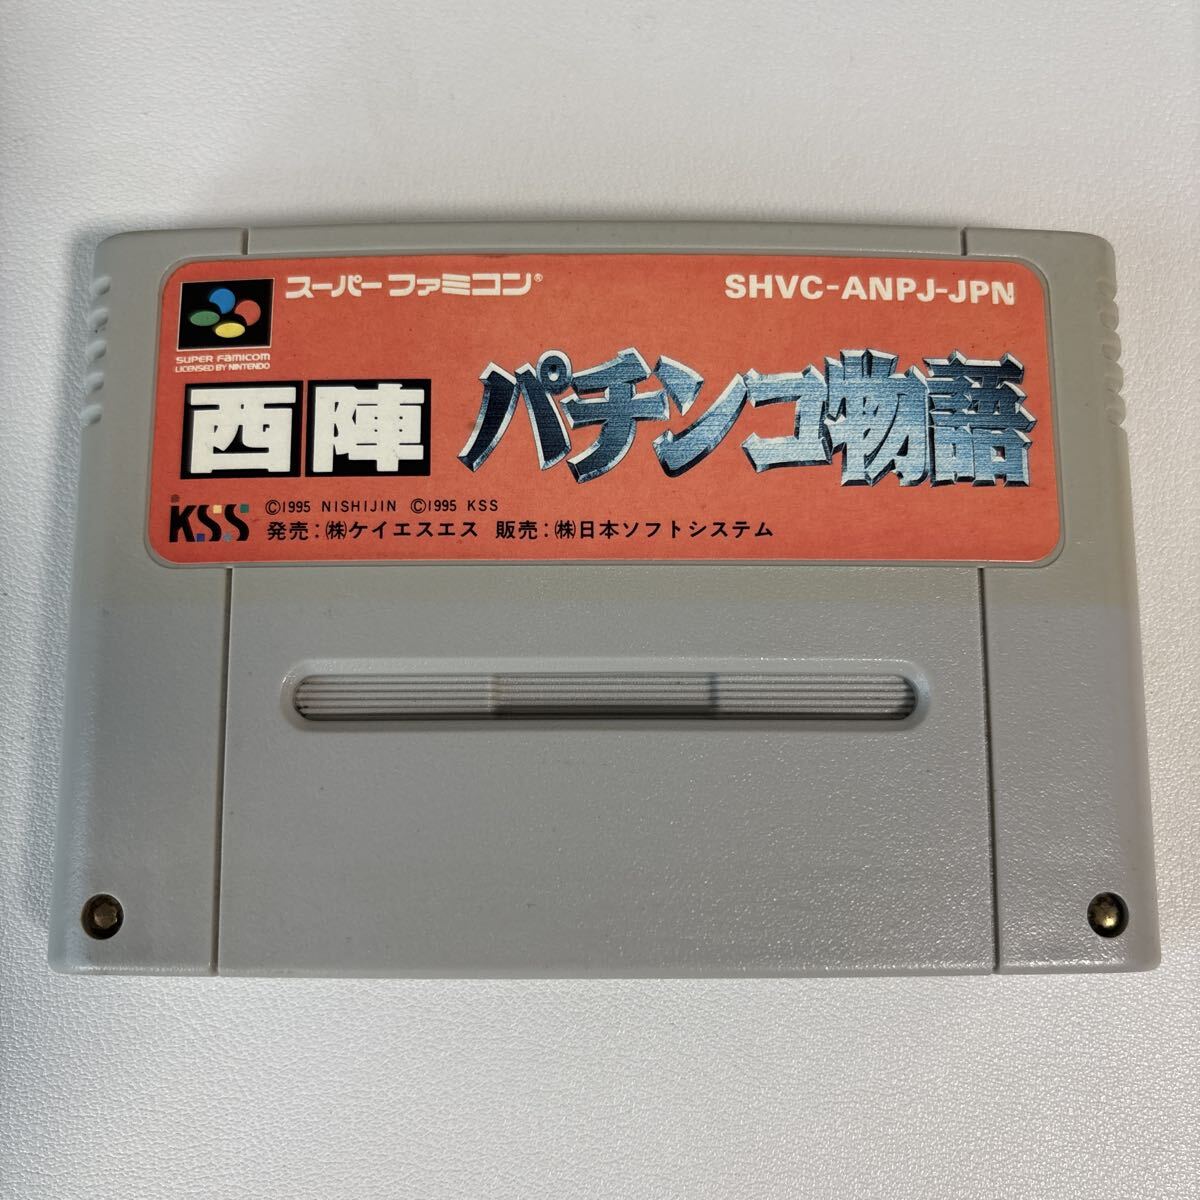 スーパーファミコン®
SHVC-ANPJ-JPN
SUPER FAMICOM
LICENSED BY NINTENDO
西陣 パチンコ物語
KSS
©1995 NISHIJIN ©1995 KSS
発売:㈱ケイエスエス 販売:㈱日本ソフトシステム